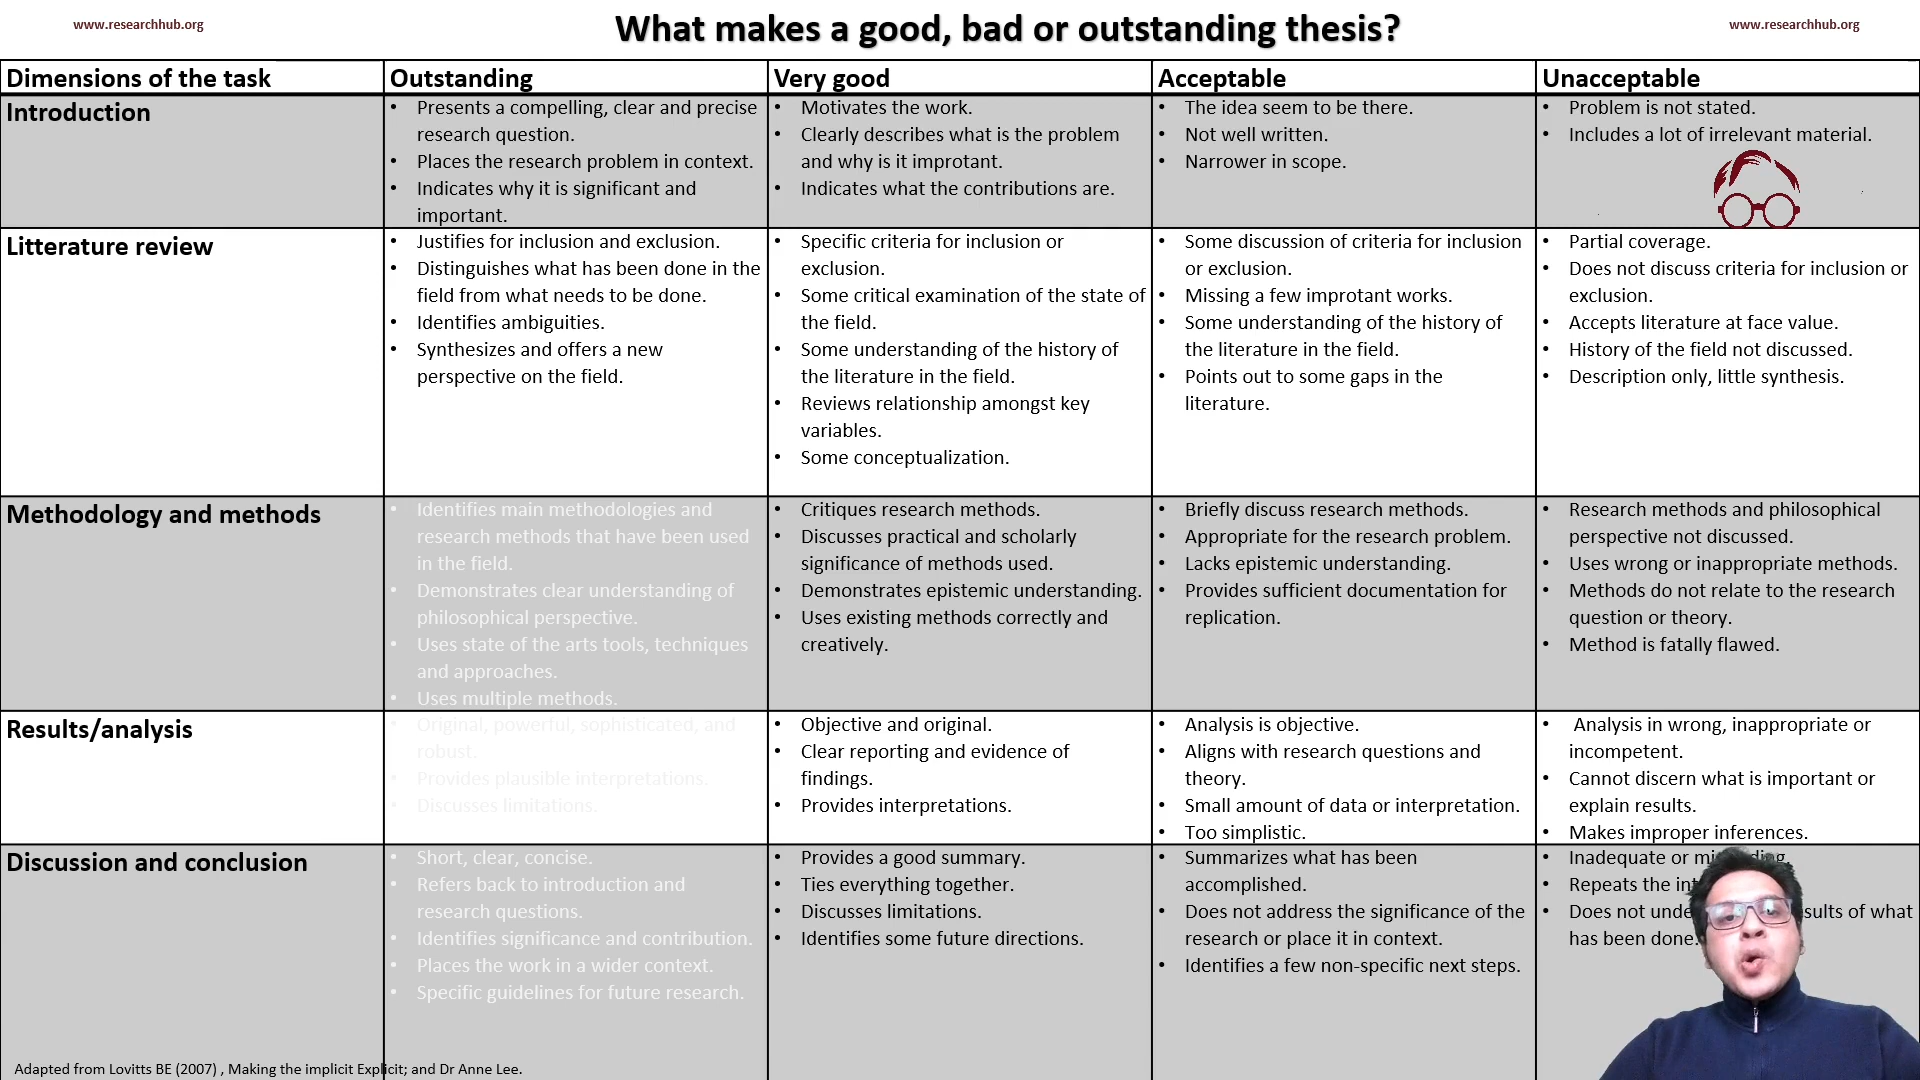 www.researchhub.org
What makes a good, bad or outstanding thesis?
www.researchhub.org
Dimensions of the task
Outstanding
Very good
Acceptable
Unacceptable
Introduction
• Presents a compelling, clear and precise
research question.
• Places the research problem in context.
• Indicates why it is significant and
important.
• Motivates the work.
• Clearly describes what is the problem
and why is it improtant.
• Indicates what the contributions are.
• The idea seem to be there.
• Not well written.
• Narrower in scope.
• Problem is not stated.
• Includes a lot of irrelevant material.
Litterature review
• Justifies for inclusion and exclusion.
• Distinguishes what has been done in the
field from what needs to be done.
• Identifies ambiguities.
• Synthesizes and offers a new
perspective on the field.
• Specific criteria for inclusion or
exclusion.
• Some critical examination of the state of
the field.
• Some understanding of the history of
the literature in the field.
• Reviews relationship amongst key
variables.
• Some conceptualization.
• Some discussion of criteria for inclusion
or exclusion.
• Missing a few improtant works.
• Some understanding of the history of
the literature in the field.
• Points out to some gaps in the
literature.
• Partial coverage.
• Does not discuss criteria for inclusion or
exclusion.
• Accepts literature at face value.
• History of the field not discussed.
• Description only, little synthesis.
Methodology and methods
• Identifies main methodologies and
research methods that have been used
in the field.
• Demonstrates clear understanding of
philosophical perspective.
• Uses state of the arts tools, techniques
and approaches.
• Uses multiple methods.
• Critiques research methods.
• Discusses practical and scholarly
significance of methods used.
• Demonstrates epistemic understanding.
• Uses existing methods correctly and
creatively.
• Briefly discuss research methods.
• Appropriate for the research problem.
• Lacks epistemic understanding.
• Provides sufficient documentation for
replication.
• Research methods and philosophical
perspective not discussed.
• Uses wrong or inappropriate methods.
• Methods do not relate to the research
question or theory.
• Method is fatally flawed.
Results/analysis
• Original, powerful, sophisticated, and
robust.
• Provides plausible interpretations.
• Discusses limitations.
• Objective and original.
• Clear reporting and evidence of
findings.
• Provides interpretations.
• Analysis is objective.
• Aligns with research questions and
theory.
• Small amount of data or interpretation.
• Too simplistic.
• Analysis in wrong, inappropriate or
incompetent.
• Cannot discern what is important or
explain results.
• Makes improper inferences.
Discussion and conclusion
• Short, clear, concise.
• Refers back to introduction and
research questions.
• Identifies significance and contribution.
• Places the work in a wider context.
• Specific guidelines for future research.
• Provides a good summary.
• Ties everything together.
• Discusses limitations.
• Identifies some future directions.
• Summarizes what has been
accomplished.
• Does not address the significance of the
research or place it in context.
• Identifies a few non-specific next steps.
• Inadequate or
• Repeats the
• Does not of what
has been done.
Adapted from Lovitts BE (2007) , Making the implicit Explicit; and Dr Anne Lee.